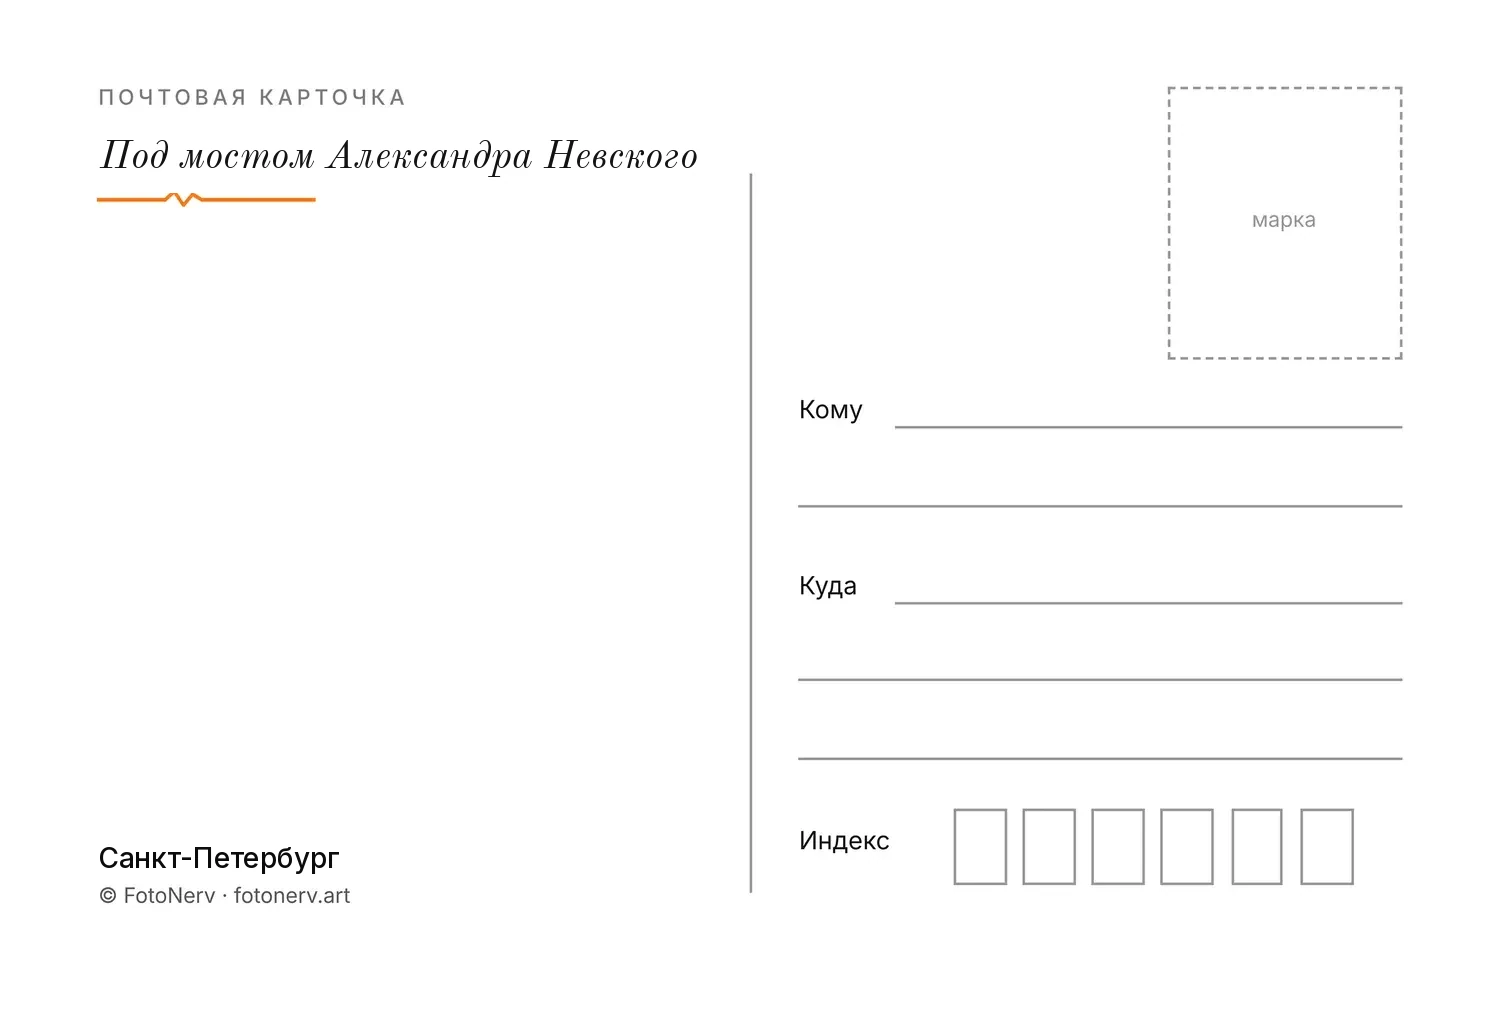 ПОЧТОВАЯ КАРТОЧКА
Под мостом Александра Невского
марка
Кому
Куда
Индекс
Санкт-Петербург
© FotoNerv · fotonerv.art